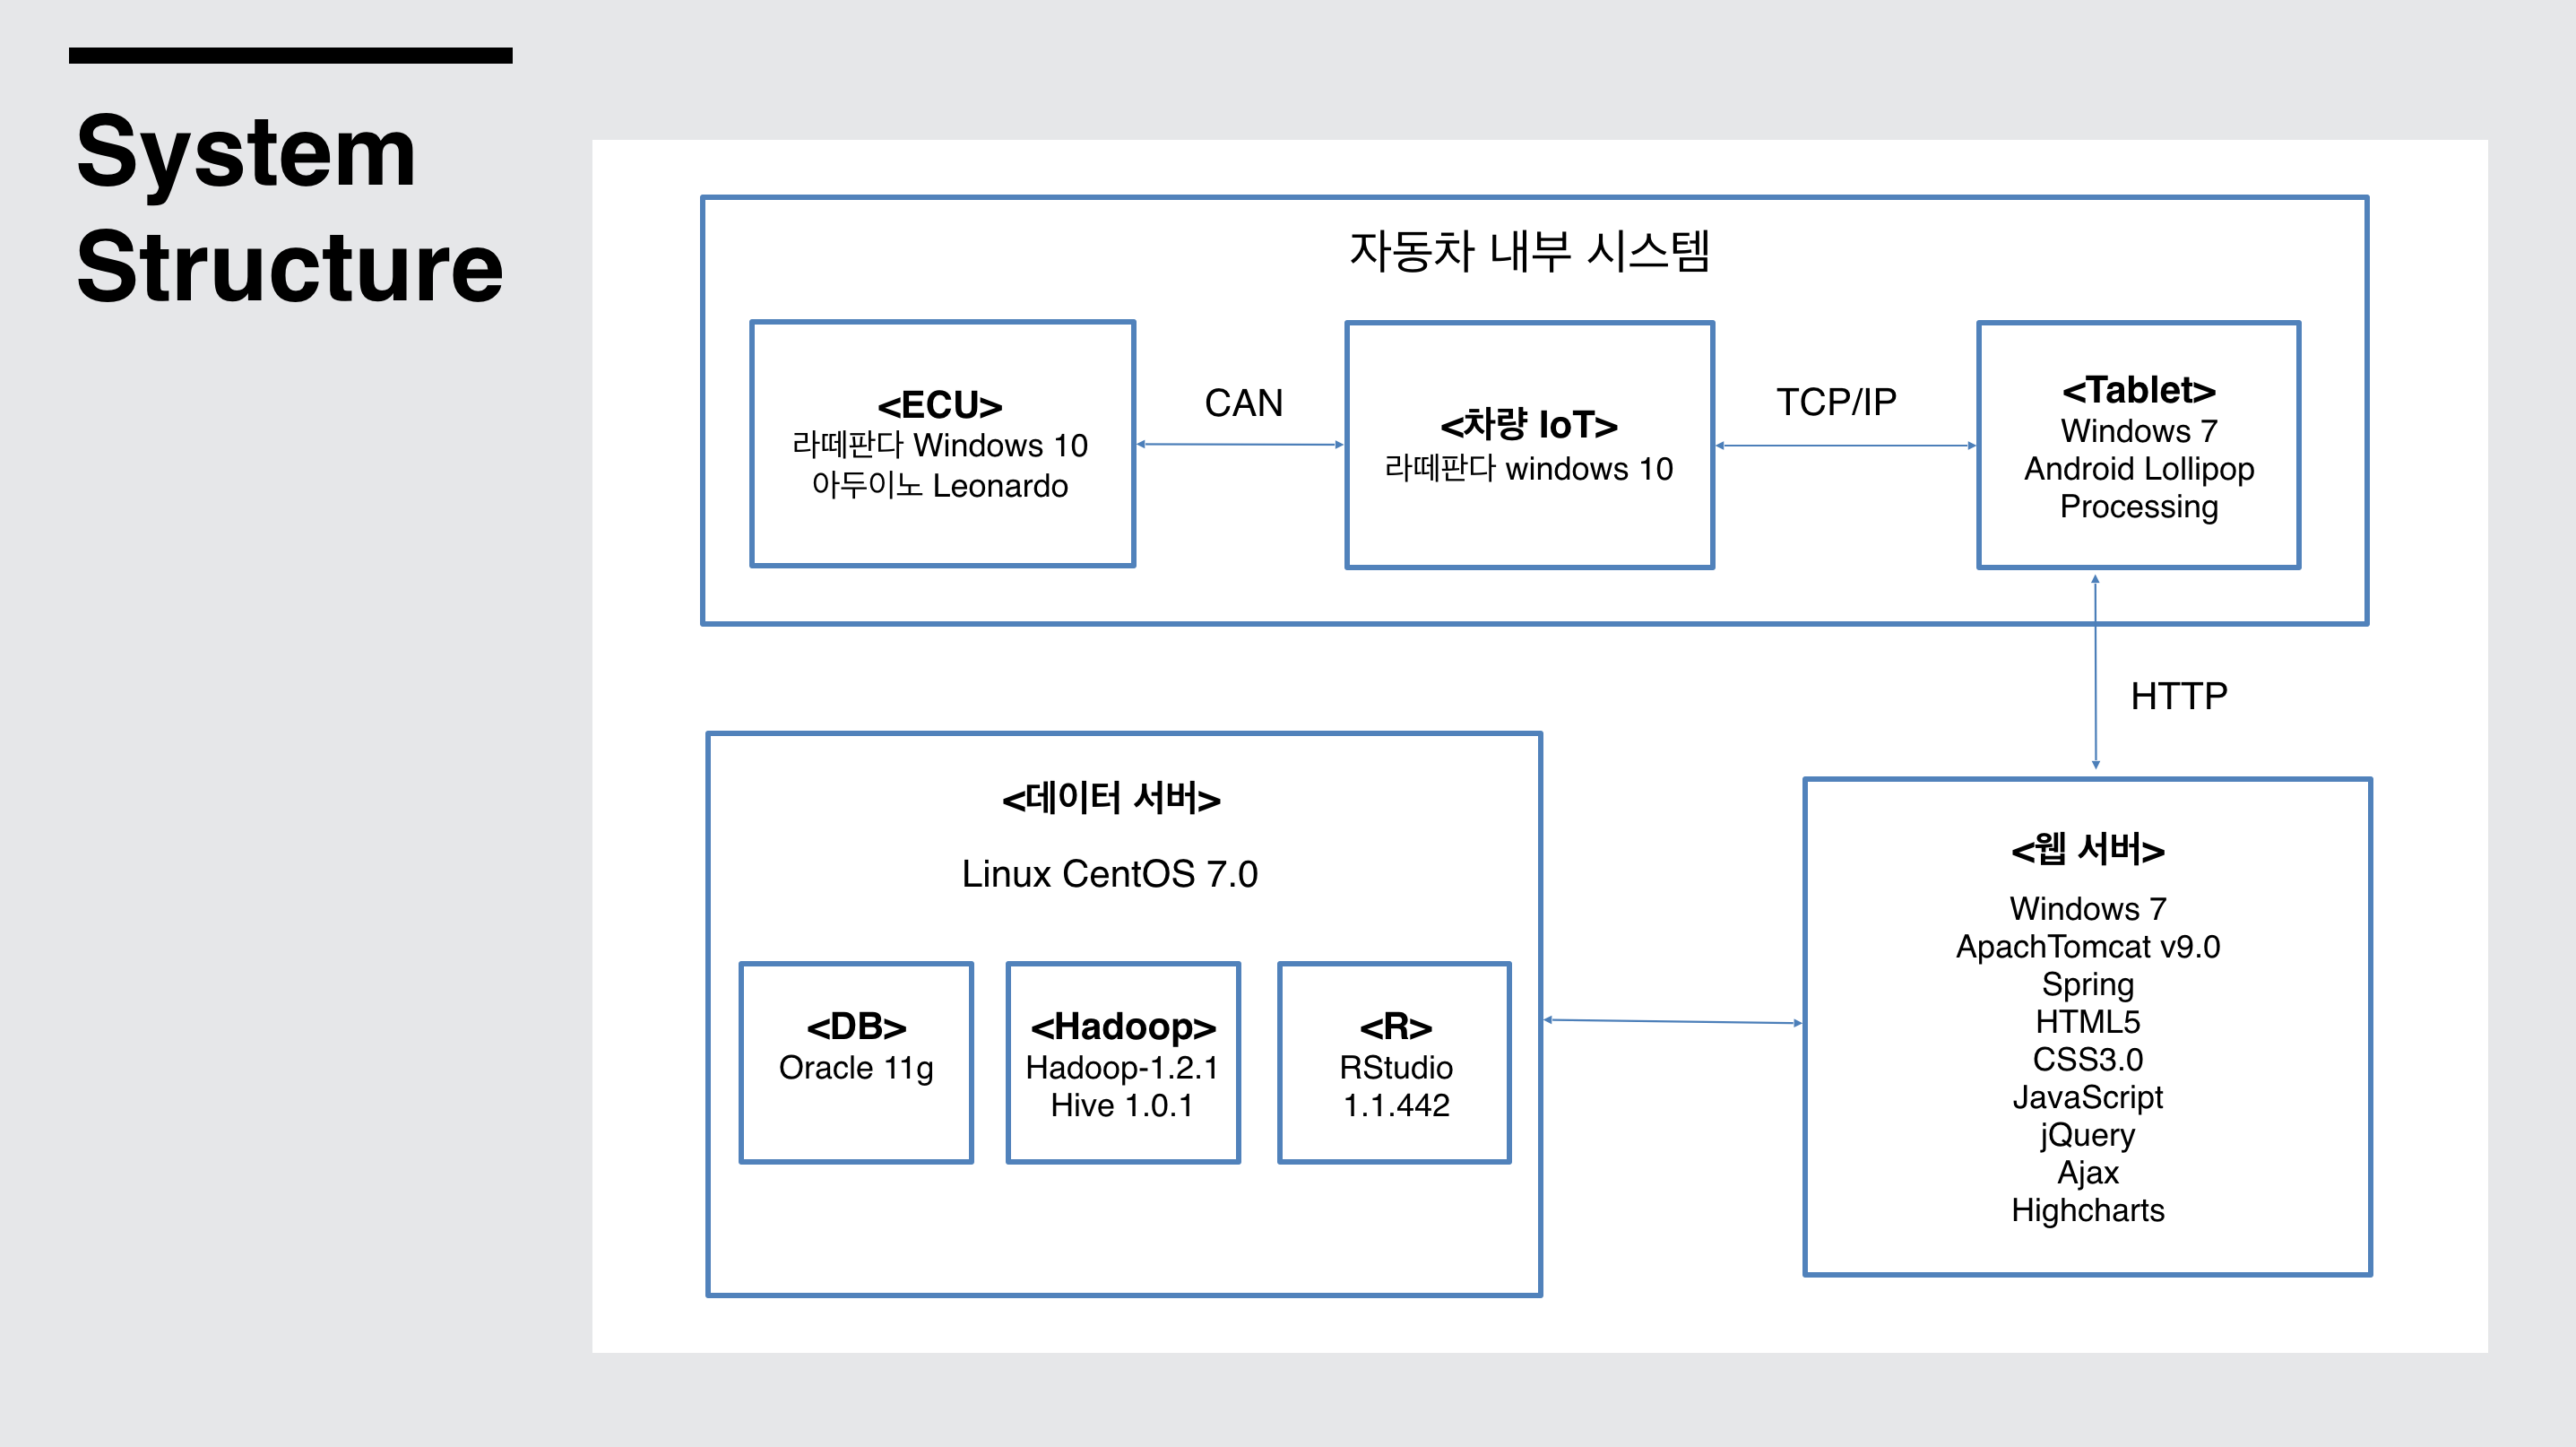 System
Structure
자동차 내부 시스템
<ECU>
라떼판다 Windows 10
아두이노 Leonardo
CAN
<차량 IoT>
라떼판다 windows 10
TCP/IP
<Tablet>
Windows 7
Android Lollipop
Processing
HTTP
<데이터 서버>
Linux CentOS 7.0
<DB>
Oracle 11g
<Hadoop>
Hadoop-1.2.1
Hive 1.0.1
<R>
RStudio
1.1.442
<웹 서버>
Windows 7
ApachTomcat v9.0
Spring
HTML5
CSS3.0
JavaScript
jQuery
Ajax
Highcharts